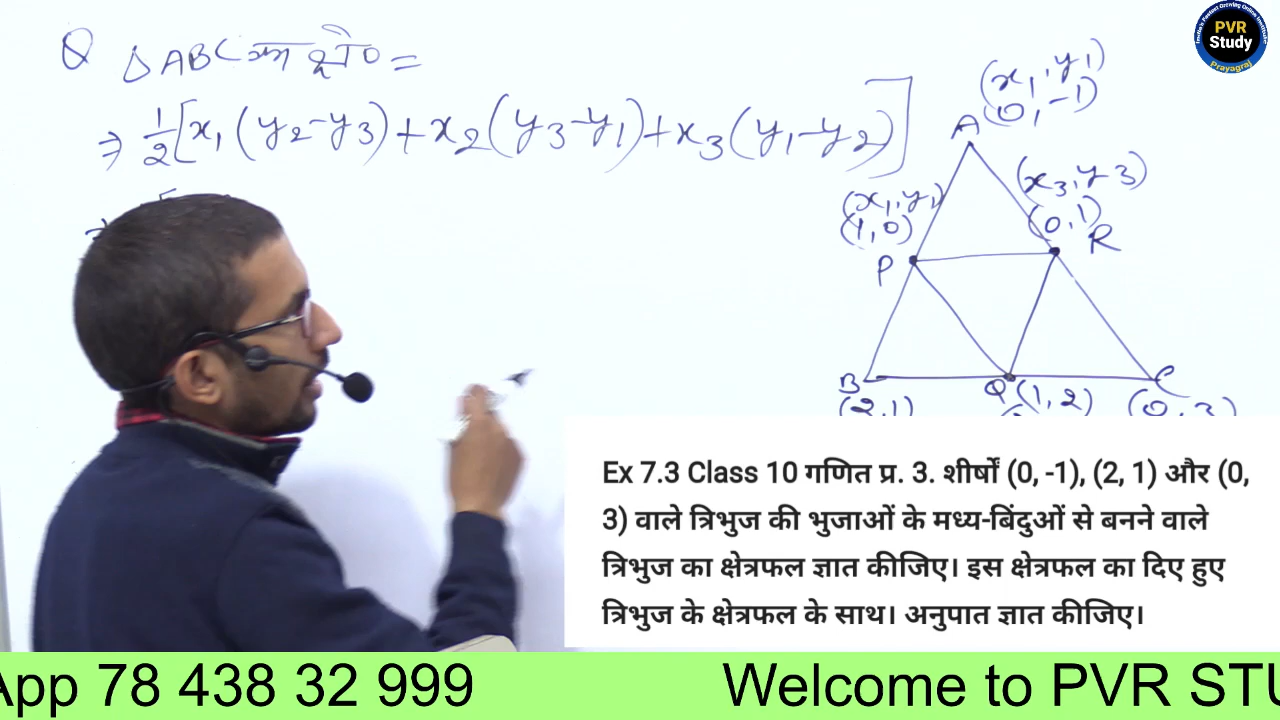 Q △ABC का क्षे० =
⇒ 1/2 [x1 (y2-y3) + x2 (y3-y1) + x3 (y1-y2)]
(x1, y1)
(0, -1)
A
(x3, y3)
(0, 1)
R
(x1, y1)
(1, 0)
P
B
(2, 1)
Q (1, 2)
C
(0, 3)
PVR
Study
Prayagraj
Ex 7.3 Class 10 गणित प्र. 3. शीर्षों (0, -1), (2, 1) और (0,
3) वाले त्रिभुज की भुजाओं के मध्य-बिंदुओं से बनने वाले
त्रिभुज का क्षेत्रफल ज्ञात कीजिए। इस क्षेत्रफल का दिए हुए
त्रिभुज के क्षेत्रफल के साथ। अनुपात ज्ञात कीजिए।
App 78 438 32 999 Welcome to PVR STU